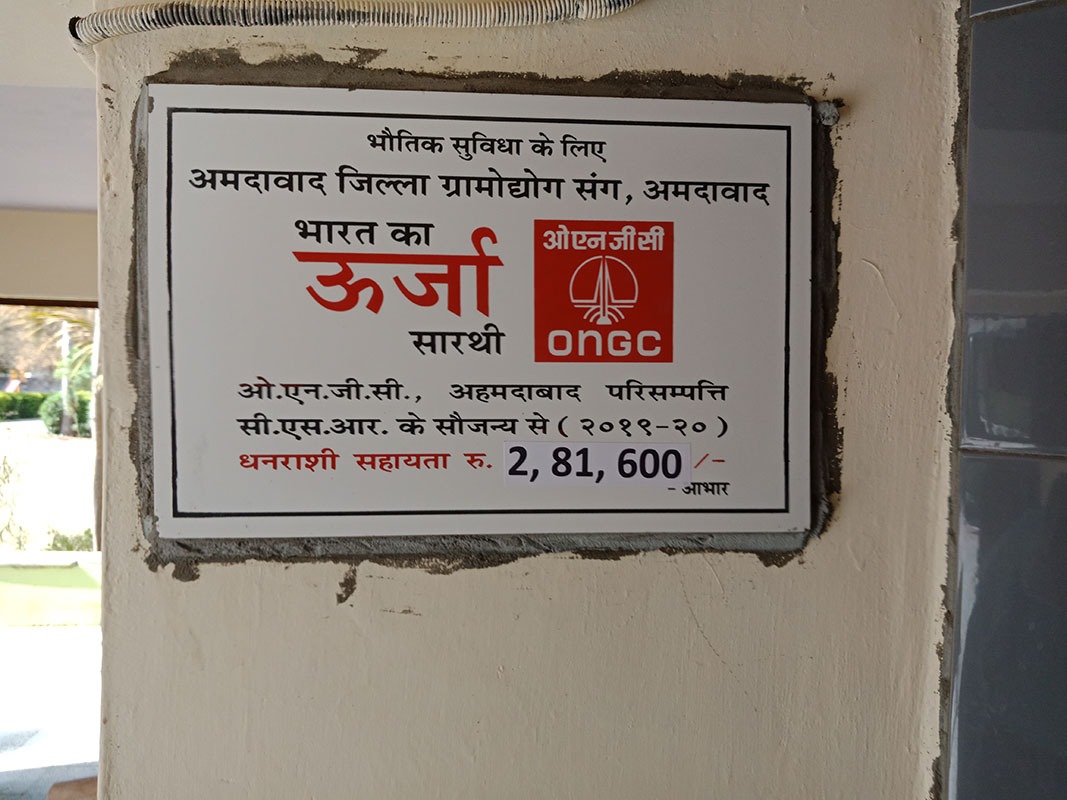 भौतिक सुविधा के लिए
अमदावाद जिल्ला ग्रामोद्योग संग, अमदावाद
भारत का
ऊर्जा
सारथी
ओएनजीसी
ONGC
ओ.एन.जी.सी., अहमदाबाद परिसम्पत्ति
सी.एस.आर. के सौजन्य से ( २०१९-२० )
धनराशी सहायता रु. 2, 81, 600 /-
- आभार